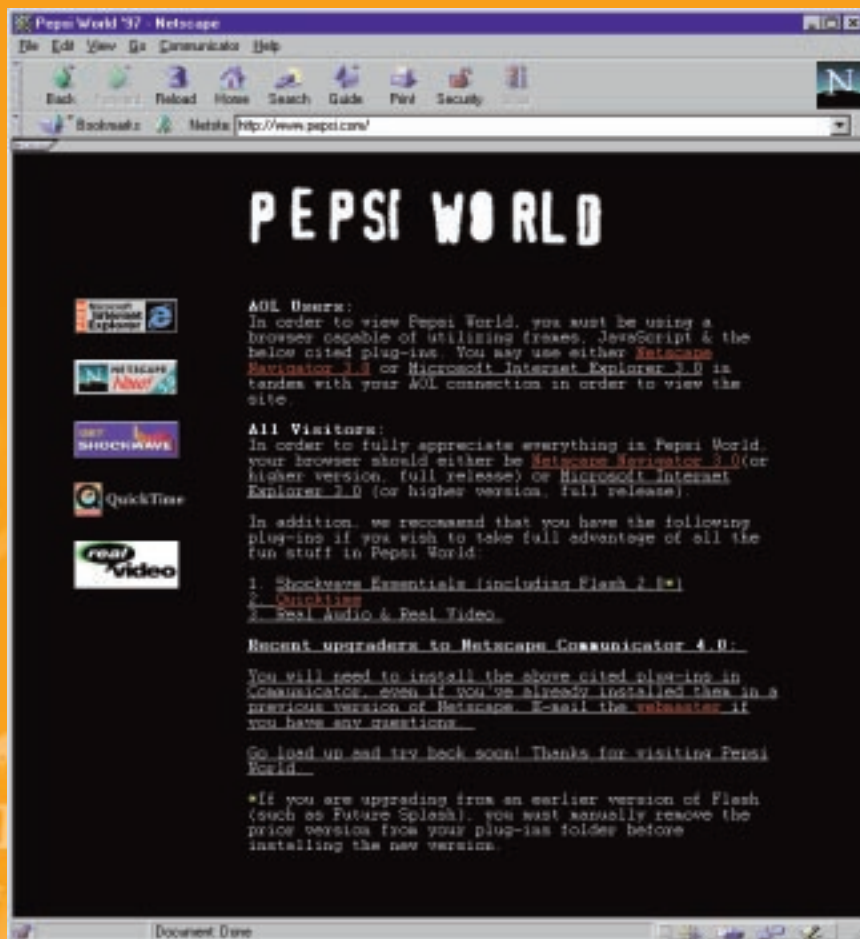 Pepsi World '97 - Netscape
File Edit View Go Communicator Help
Back Forward Reload Home Search Guide Print Security Stop
Bookmarks Netsite: http://www.pepsi.com/
PEPSI WORLD
FREE Microsoft Internet Explorer
NETSCAPE Now!
GET SHOCKWAVE
QuickTime
real video
AOL Users:
In order to view Pepsi World, you must be using a
browser capable of utilizing frames, JavaScript & the
below cited plug-ins. You may use either Netscape
Navigator 3.0 or Microsoft Internet Explorer 3.0 in
tandem with your AOL connection in order to view the
site.
All Visitors:
In order to fully appreciate everything in Pepsi World,
your browser should either be Netscape Navigator 3.0(or
higher version, full release) or Microsoft Internet
Explorer 3.0 (or higher version, full release).
In addition, we recommend that you have the following
plug-ins if you wish to take full advantage of all the
fun stuff in Pepsi World:
1. Shockwave Essentials (including Flash 2.0*)
2. Quicktime
3. Real Audio & Real Video
Recent upgraders to Netscape Communicator 4.0:
You will need to install the above cited plug-ins in
Communicator, even if you've already installed them in a
previous version of Netscape. E-mail the webmaster if
you have any questions.
Go load up and try back soon! Thanks for visiting Pepsi
World.
*If you are upgrading from an earlier version of Flash
(such as Future Splash), you must manually remove the
prior version from your plug-ins folder before
installing the new version.
Document: Done